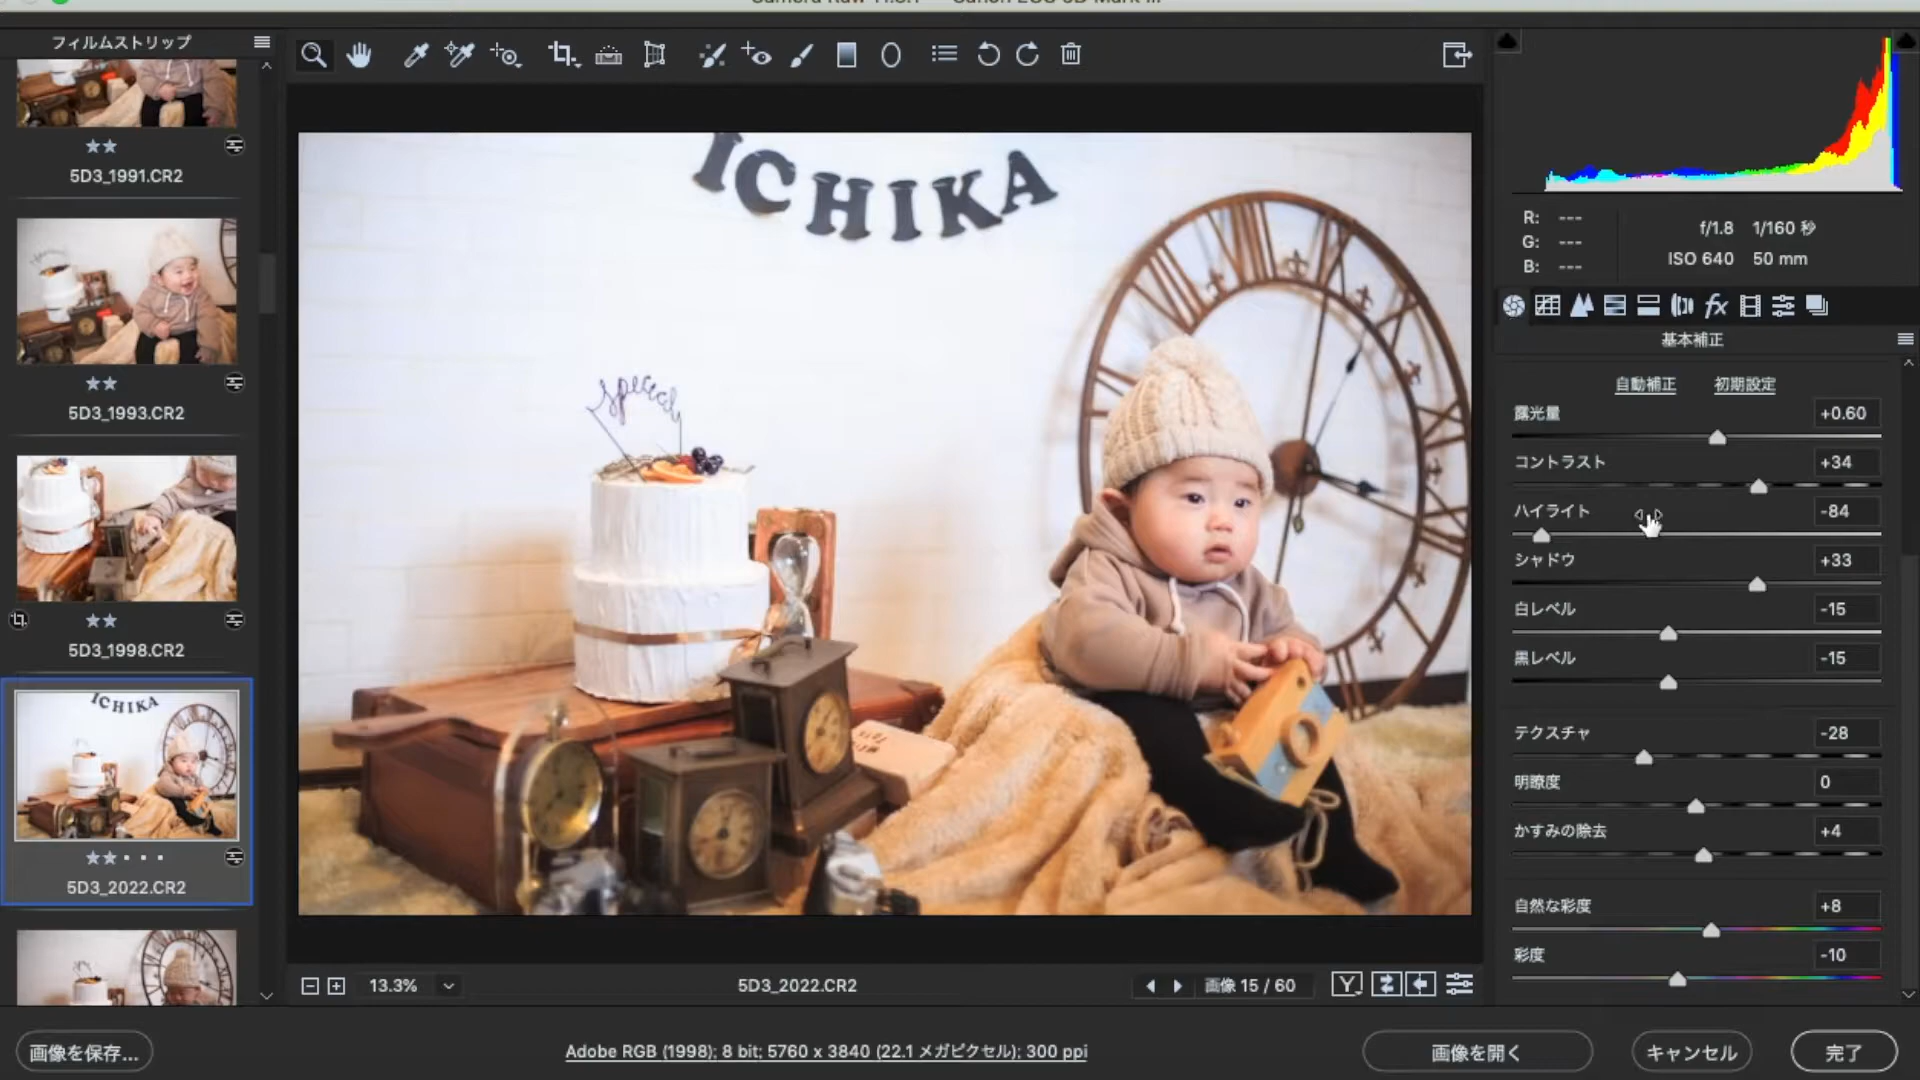 フィルムストリップ
5D3_1991.CR2
5D3_1993.CR2
5D3_1998.CR2
ICHIKA
5D3_2022.CR2
ICHIKA
special
13.3%
5D3_2022.CR2
画像 15 / 60
R: ---
G: ---
B: ---
f/1.8 1/160 秒
ISO 640 50 mm
fx
基本補正
自動補正 初期設定
露光量 +0.60
コントラスト +34
ハイライト -84
シャドウ +33
白レベル -15
黒レベル -15
テクスチャ -28
明瞭度 0
かすみの除去 +4
自然な彩度 +8
彩度 -10
画像を保存...
Adobe RGB (1998); 8 bit; 5760 x 3840 (22.1 メガピクセル); 300 ppi
画像を開く
キャンセル
完了